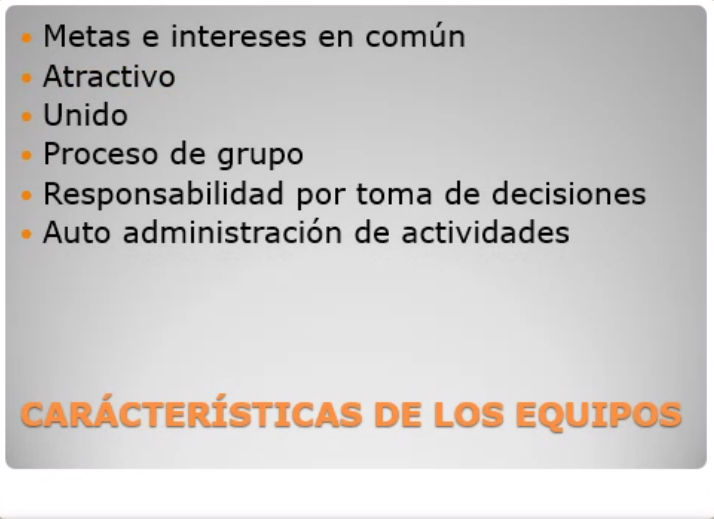 Metas e intereses en común
Atractivo
Unido
Proceso de grupo
Responsabilidad por toma de decisiones
Auto administración de actividades
CARÁCTERÍSTICAS DE LOS EQUIPOS